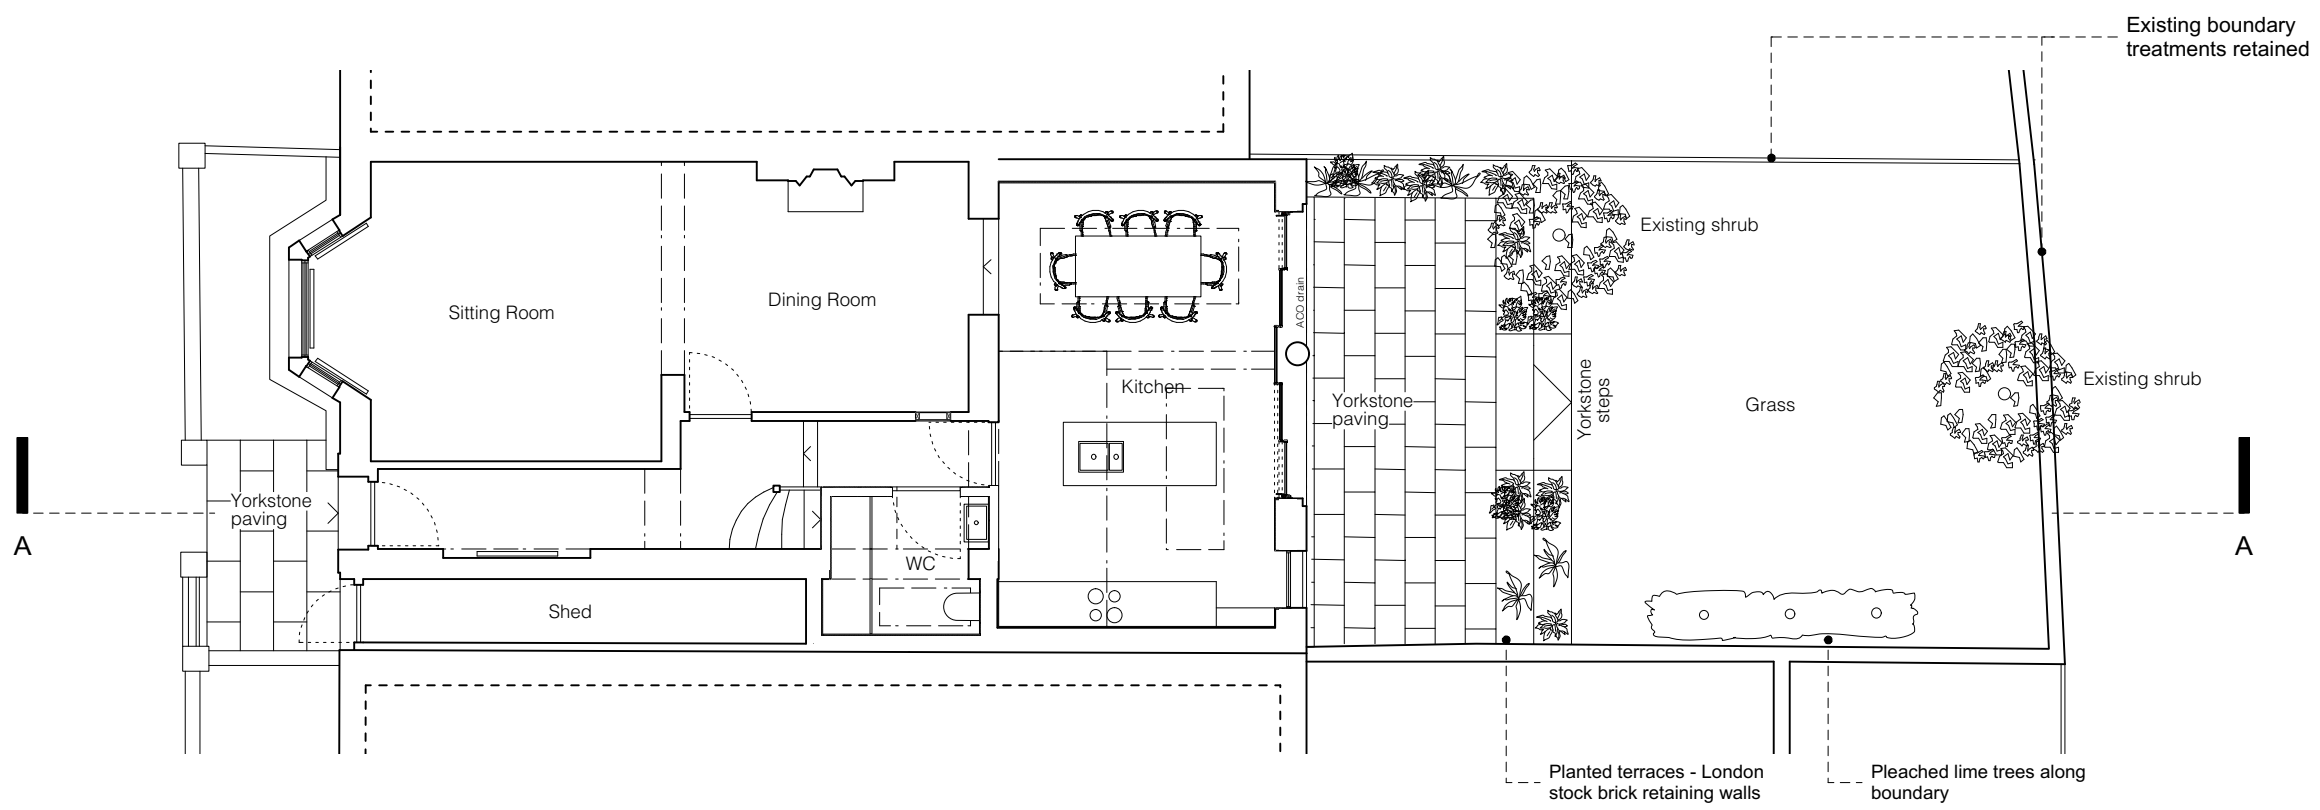 Existing boundary
treatments retained
Existing shrub
Sitting Room
Dining Room
ACO drain
Kitchen
Yorkstone
paving
Yorkstone
steps
Grass
Existing shrub
Yorkstone
paving
A
A
WC
Shed
Planted terraces - London
stock brick retaining walls
Pleached lime trees along
boundary